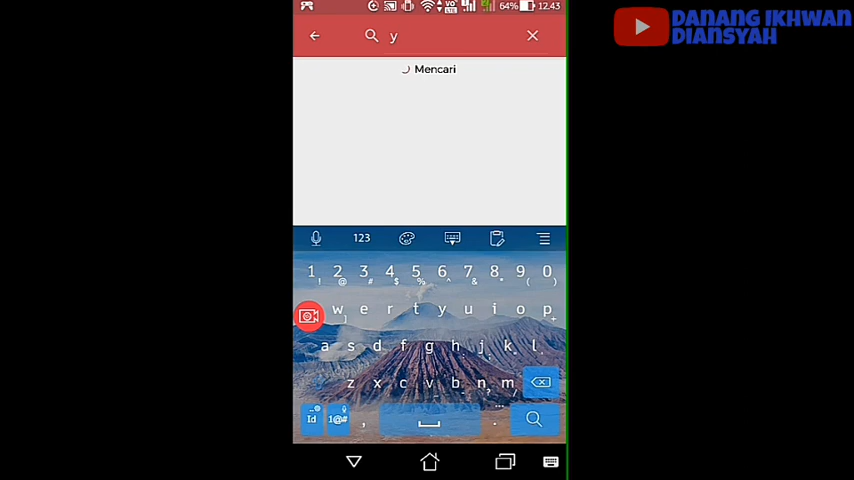 64% 12.43
DANANG IKHWAN
DIANSYAH
y
Mencari
123
1 2 3 4 5 6 7 8 9 0
! @ # $ % ^ & * ( )
w e r t y u i o p
a s d f g h j k l
z x c v b n m
Id 1@# , .